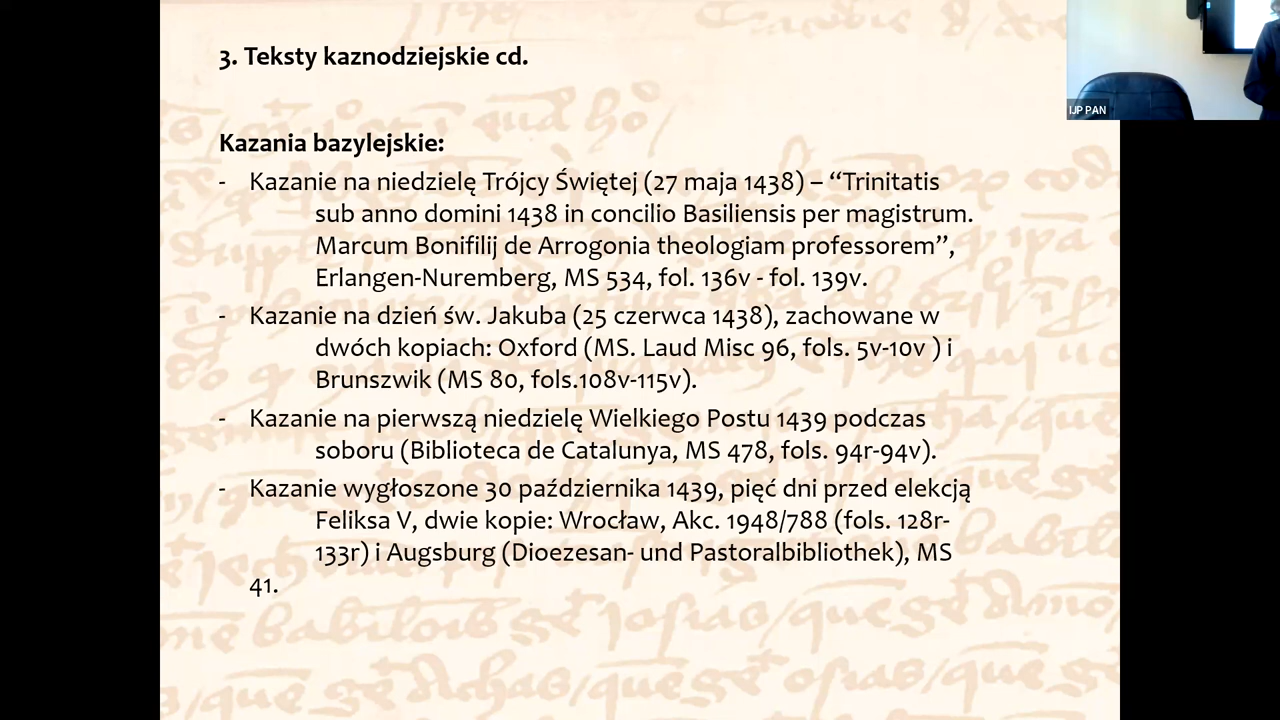 3. Teksty kaznodziejskie cd.
Kazania bazylejskie:
- Kazanie na niedzielę Trójcy Świętej (27 maja 1438) – “Trinitatis
sub anno domini 1438 in concilio Basiliensis per magistrum.
Marcum Bonifilij de Arrogonia theologiam professorem”,
Erlangen-Nuremberg, MS 534, fol. 136v - fol. 139v.
- Kazanie na dzień św. Jakuba (25 czerwca 1438), zachowane w
dwóch kopiach: Oxford (MS. Laud Misc 96, fols. 5v-10v ) i
Brunszwik (MS 80, fols.108v-115v).
- Kazanie na pierwszą niedzielę Wielkiego Postu 1439 podczas
soboru (Biblioteca de Catalunya, MS 478, fols. 94r-94v).
- Kazanie wygłoszone 30 października 1439, pięć dni przed elekcją
Feliksa V, dwie kopie: Wrocław, Akc. 1948/788 (fols. 128r-
133r) i Augsburg (Dioezesan- und Pastoralbibliothek), MS
41.
IJP PAN